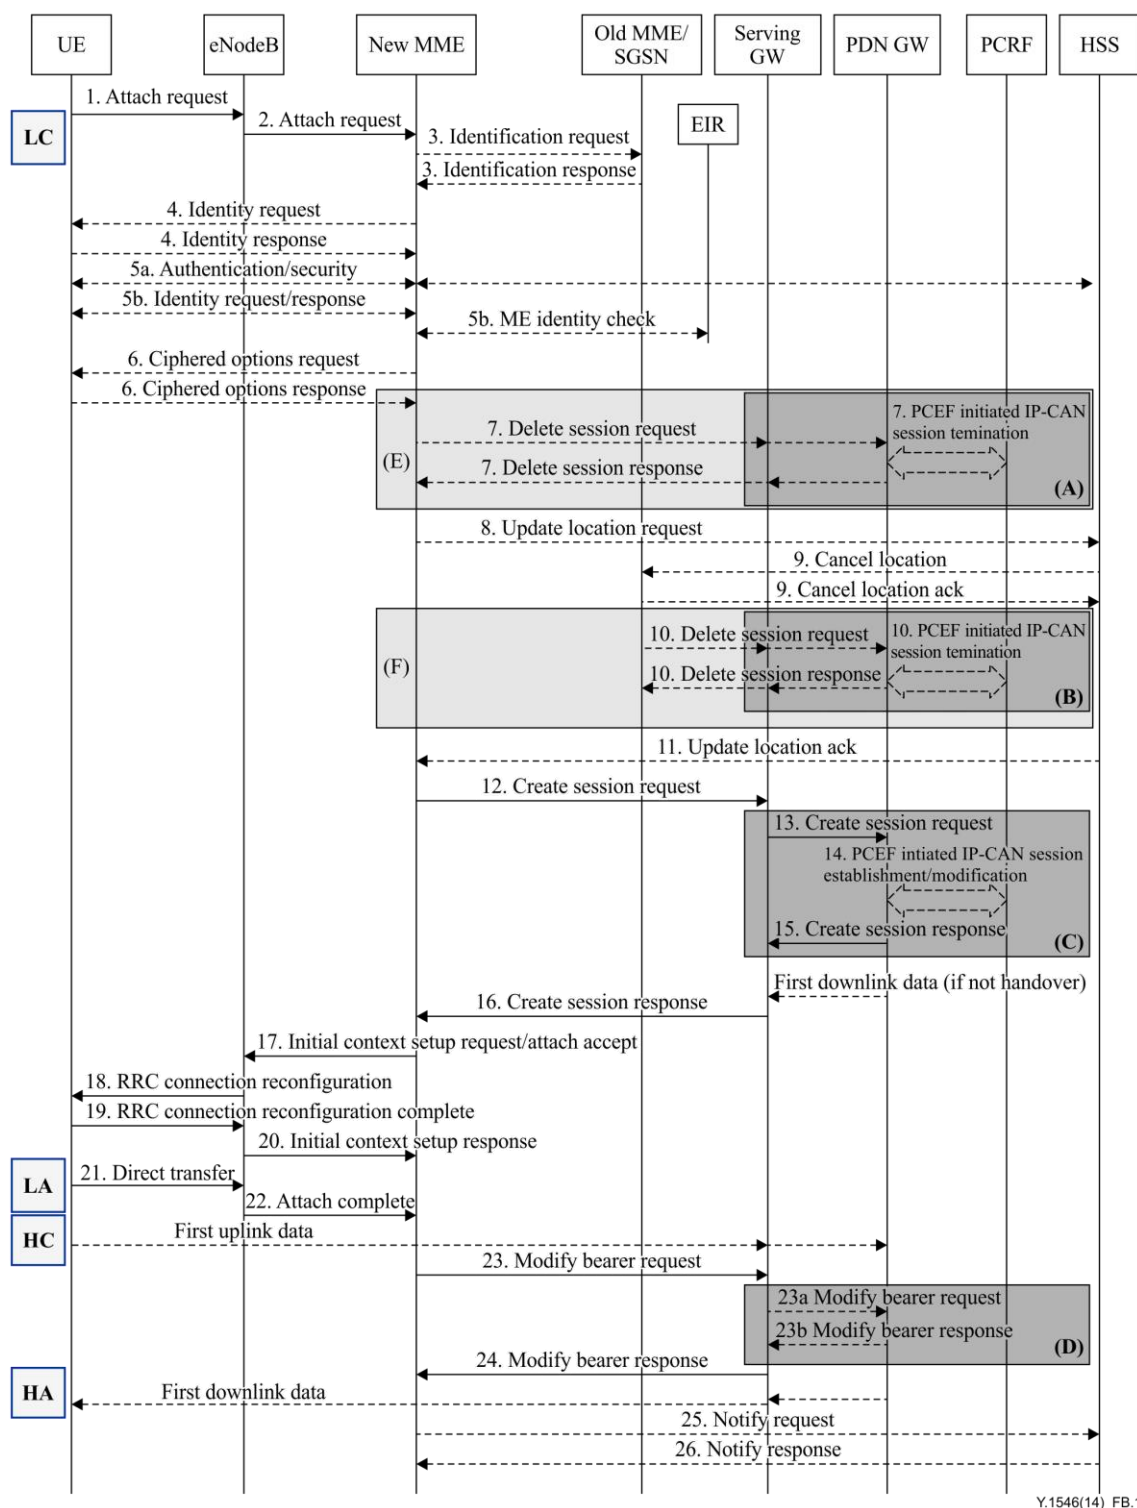 UE
eNodeB
New MME
Old MME/
SGSN
Serving
GW
PDN GW
PCRF
HSS
1. Attach request
LC
2. Attach request
EIR
3. Identification request
3. Identification response
4. Identity request
4. Identity response
5a. Authentication/security
5b. Identity request/response
5b. ME identity check
6. Ciphered options request
6. Ciphered options response
7. PCEF initiated IP-CAN
session temination
7. Delete session request
(E)
7. Delete session response
(A)
8. Update location request
9. Cancel location
9. Cancel location ack
10. PCEF initiated IP-CAN
session temination
10. Delete session request
(F)
10. Delete session response
(B)
11. Update location ack
12. Create session request
13. Create session request
14. PCEF intiated IP-CAN session
establishment/modification
15. Create session response
(C)
First downlink data (if not handover)
16. Create session response
17. Initial context setup request/attach accept
18. RRC connection reconfiguration
19. RRC connection reconfiguration complete
20. Initial context setup response
LA
21. Direct transfer
22. Attach complete
HC
First uplink data
23. Modify bearer request
23a Modify bearer request
23b Modify bearer response
(D)
24. Modify bearer response
HA
First downlink data
25. Notify request
26. Notify response